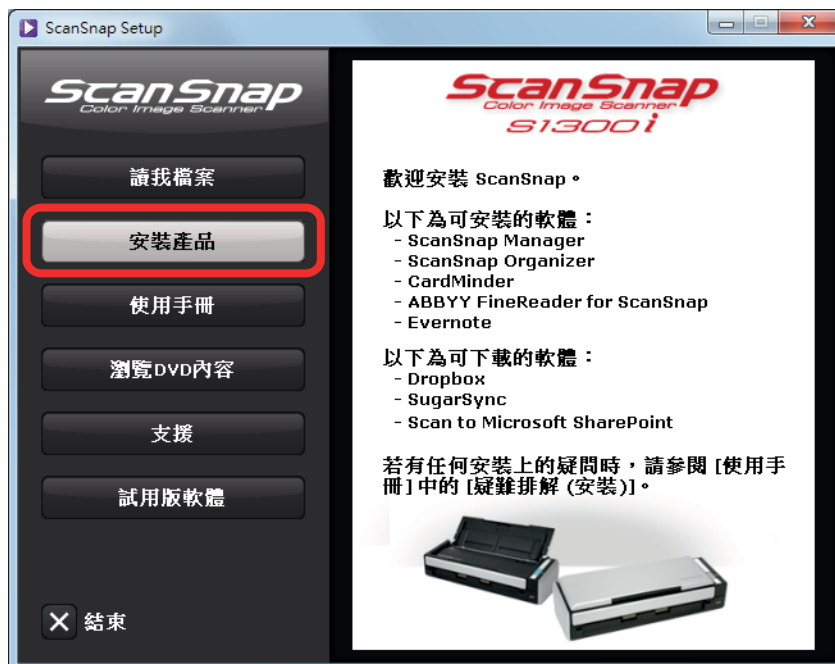 ScanSnap Setup
ScanSnap
Color Image Scanner
讀我檔案
安裝產品
使用手冊
瀏覽DVD內容
支援
試用版軟體
結束
ScanSnap
Color Image Scanner
S1300i
歡迎安裝 ScanSnap。
以下為可安裝的軟體：
- ScanSnap Manager
- ScanSnap Organizer
- CardMinder
- ABBYY FineReader for ScanSnap
- Evernote
以下為可下載的軟體：
- Dropbox
- SugarSync
- Scan to Microsoft SharePoint
若有任何安裝上的疑問時，請參閱 [使用手
冊] 中的 [疑難排解 (安裝)]。